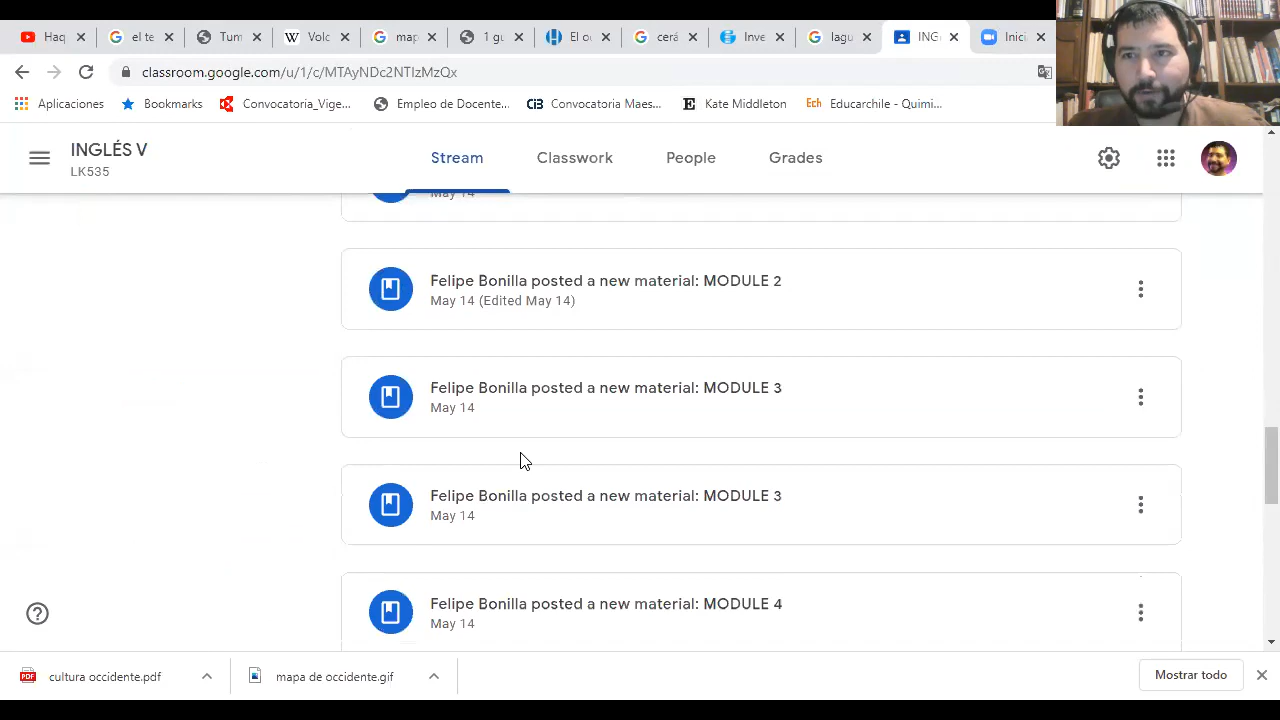 Haq
el te
Tum
Volc
map
1 gu
El ou
cerá
Inve
lagu
ING
Inici
classroom.google.com/u/1/c/MTAyNDc2NTIzMzQx
Aplicaciones
Bookmarks
Convocatoria_Vige...
Empleo de Docente...
Convocatoria Maes...
Kate Middleton
Educarchile - Quimi...
INGLÉS V
LK535
Stream
Classwork
People
Grades
May 14
Felipe Bonilla posted a new material: MODULE 2
May 14 (Edited May 14)
Felipe Bonilla posted a new material: MODULE 3
May 14
Felipe Bonilla posted a new material: MODULE 3
May 14
Felipe Bonilla posted a new material: MODULE 4
May 14
cultura occidente.pdf
mapa de occidente.gif
Mostrar todo